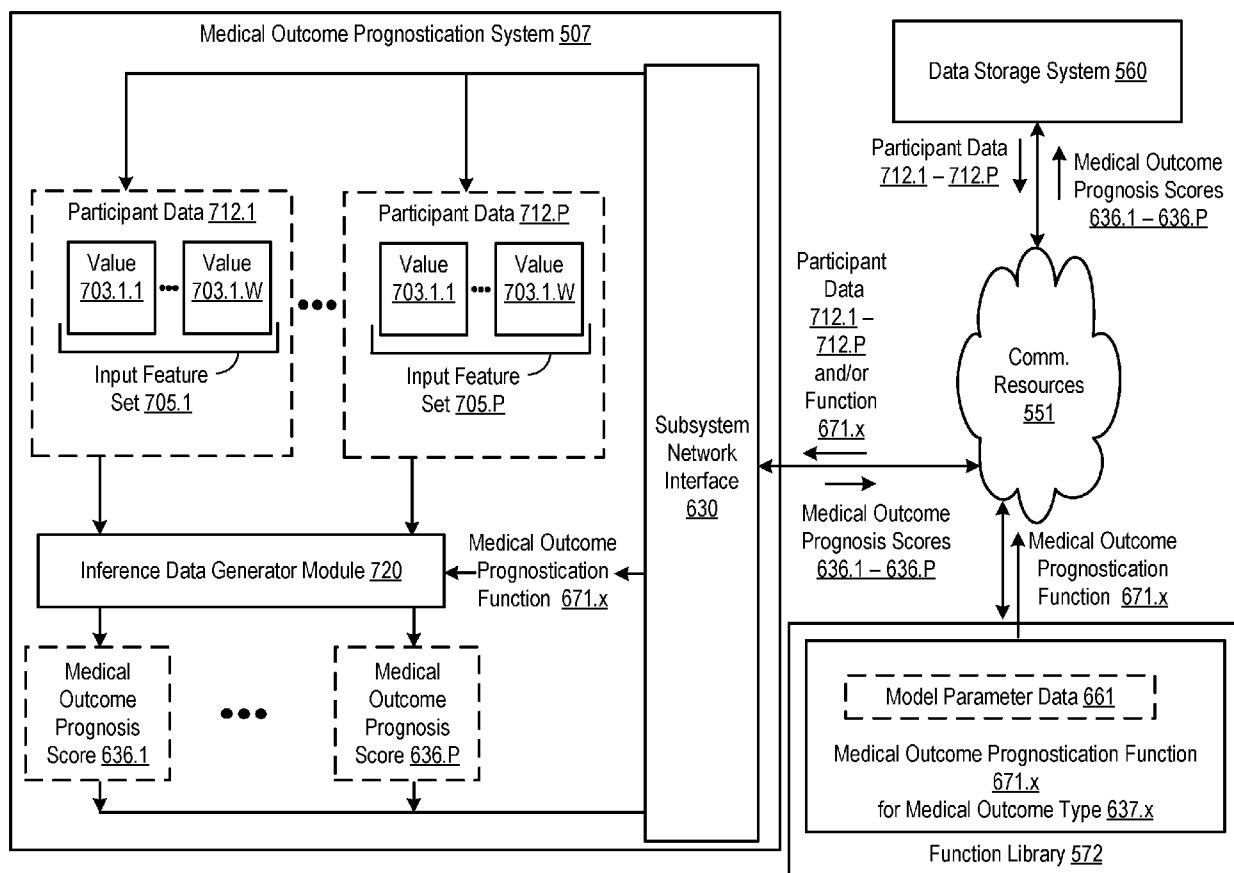 Medical Outcome Prognostication System 507
Participant Data 712.1
Value
703.1.1
Value
703.1.W
Input Feature
Set 705.1
Participant Data 712.P
Value
703.1.1
Value
703.1.W
Input Feature
Set 705.P
Inference Data Generator Module 720
Medical Outcome
Prognostication
Function 671.x
Medical
Outcome
Prognosis
Score 636.1
Medical
Outcome
Prognosis
Score 636.P
Subsystem
Network
Interface
630
Data Storage System 560
Participant Data
712.1 – 712.P
Medical Outcome
Prognosis Scores
636.1 – 636.P
Participant
Data
712.1 –
712.P
and/or
Function
671.x
Comm.
Resources
551
Medical Outcome
Prognosis Scores
636.1 – 636.P
Medical Outcome
Prognostication
Function 671.x
Model Parameter Data 661
Medical Outcome Prognostication Function
671.x
for Medical Outcome Type 637.x
Function Library 572